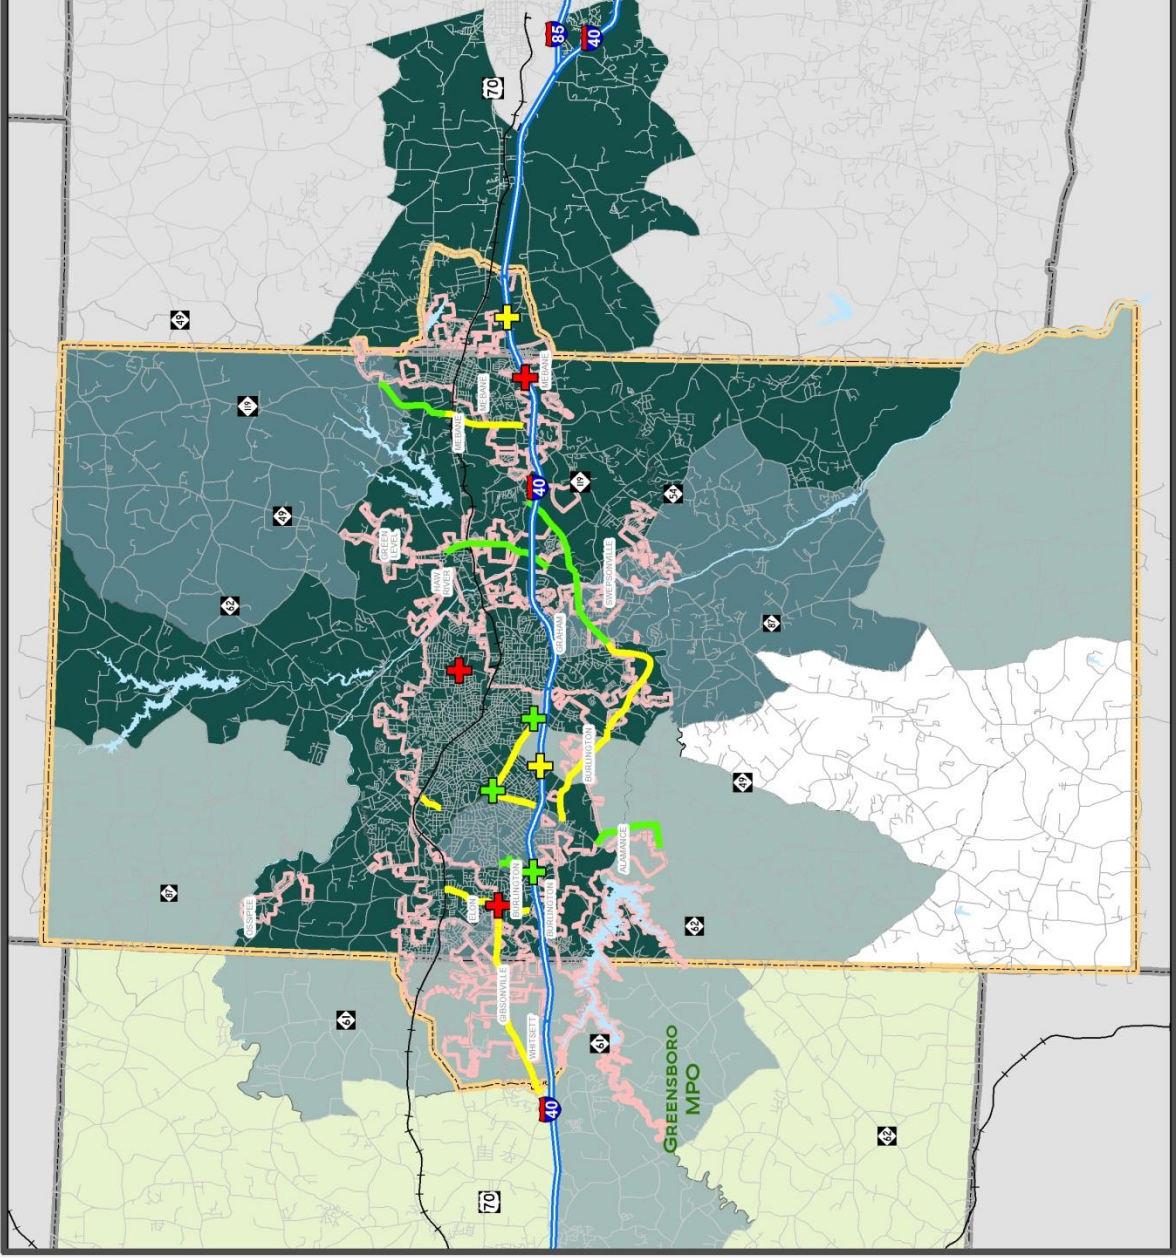 85
40
70
49
119
MEBANE
MEBANE
MEBANE
49
40
119
54
GREEN
LEVEL
HAW
RIVER
SWEPSONVILLE
62
87
GRAHAM
BURLINGTON
49
ALAMANCE
87
OSSIPEE
ELON
BURLINGTON
BURLINGTON
62
GIBSONVILLE
WHITSETT
61
61
GREENSBORO
MPO
40
62
70